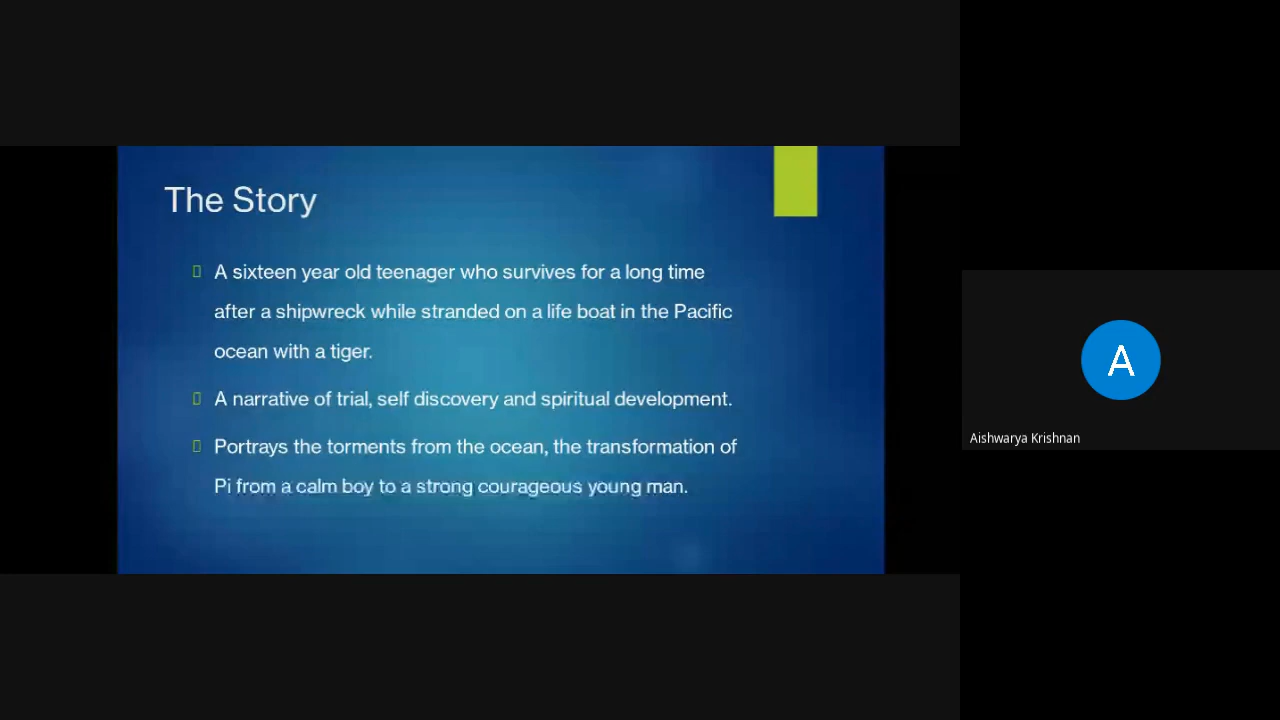 The Story
A sixteen year old teenager who survives for a long time
after a shipwreck while stranded on a life boat in the Pacific
ocean with a tiger.
A narrative of trial, self discovery and spiritual development.
Portrays the torments from the ocean, the transformation of
Pi from a calm boy to a strong courageous young man.
A
Aishwarya Krishnan